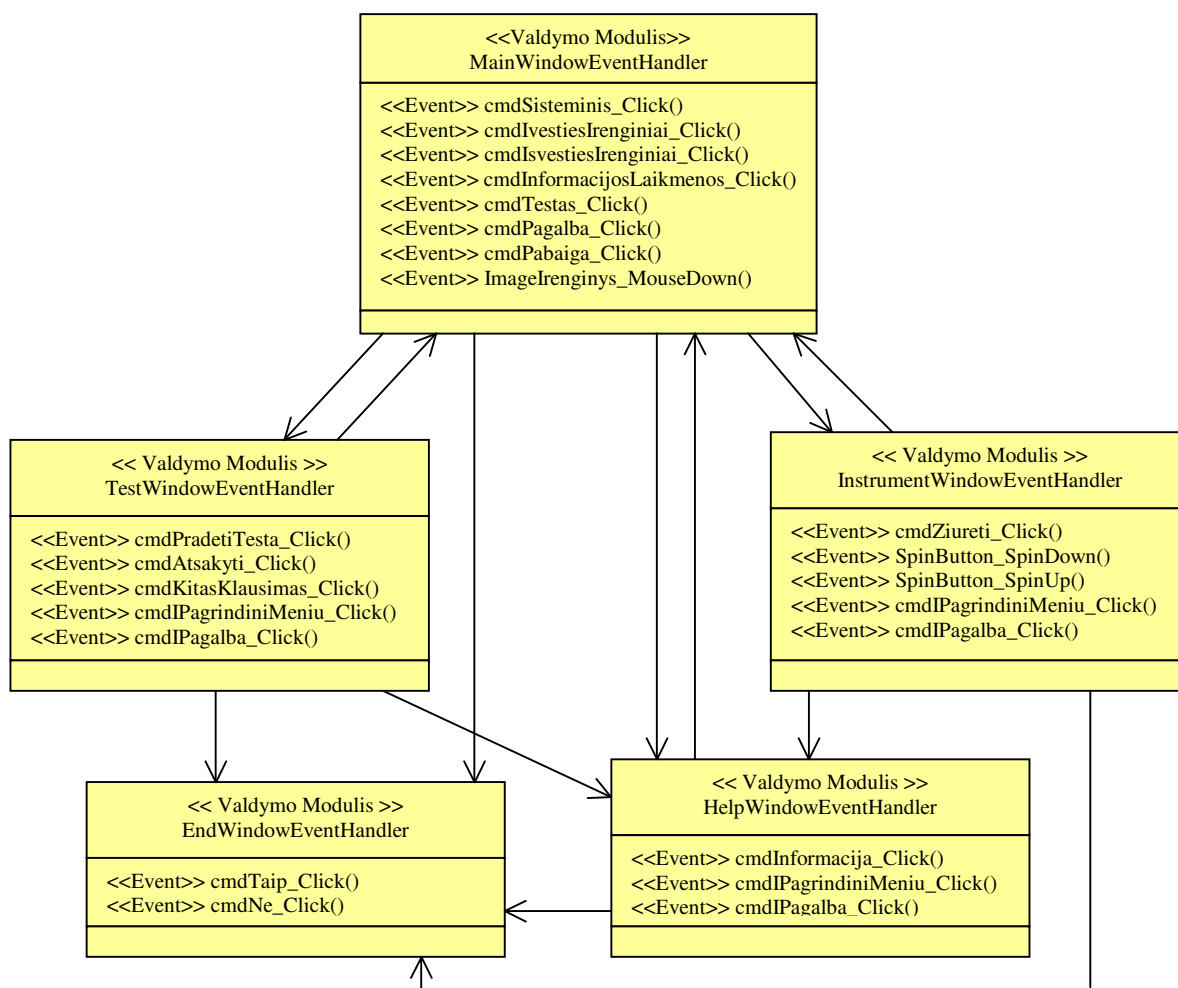 <<Valdymo Modulis>>
MainWindowEventHandler
<<Event>> cmdSisteminis_Click()
<<Event>> cmdIvestiesIrenginiai_Click()
<<Event>> cmdIsvestiesIrenginiai_Click()
<<Event>> cmdInformacijosLaikmenos_Click()
<<Event>> cmdTestas_Click()
<<Event>> cmdPagalba_Click()
<<Event>> cmdPabaiga_Click()
<<Event>> ImageIrenginys_MouseDown()
<< Valdymo Modulis >>
TestWindowEventHandler
<<Event>> cmdPradetiTesta_Click()
<<Event>> cmdAtsakyti_Click()
<<Event>> cmdKitasKlausimas_Click()
<<Event>> cmdIPagrindiniMeniu_Click()
<<Event>> cmdIPagalba_Click()
<< Valdymo Modulis >>
InstrumentWindowEventHandler
<<Event>> cmdZiureti_Click()
<<Event>> SpinButton_SpinDown()
<<Event>> SpinButton_SpinUp()
<<Event>> cmdIPagrindiniMeniu_Click()
<<Event>> cmdIPagalba_Click()
<< Valdymo Modulis >>
EndWindowEventHandler
<<Event>> cmdTaip_Click()
<<Event>> cmdNe_Click()
<< Valdymo Modulis >>
HelpWindowEventHandler
<<Event>> cmdInformacija_Click()
<<Event>> cmdIPagrindiniMeniu_Click()
<<Event>> cmdIPagalba_Click()